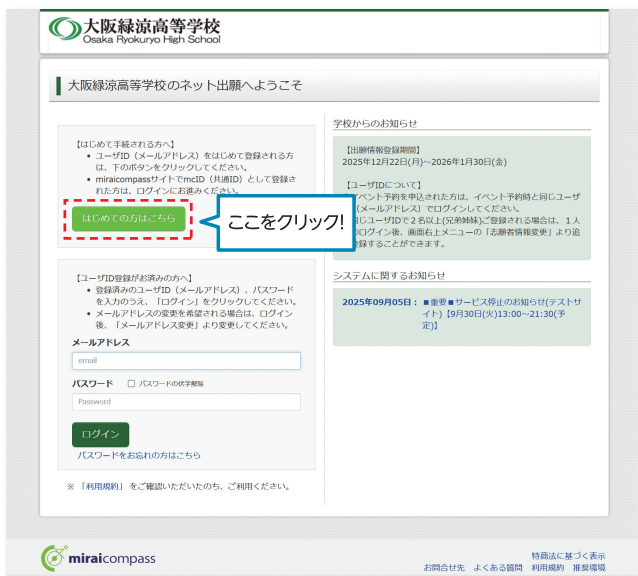 大阪緑涼高等学校
Osaka Ryokuryo High School
大阪緑涼高等学校のネット出願へようこそ
【はじめて手続される方へ】
• ユーザID（メールアドレス）をはじめて登録される方
は、下のボタンをクリックしてください。
• miraicompassサイトでmcID（共通ID）として登録さ
れた方は、ログインにお進みください。
はじめての方はこちら
ここをクリック!
【ユーザID登録がお済みの方へ】
• 登録済みのユーザID（メールアドレス）、パスワード
を入力のうえ、「ログイン」をクリックしてください。
• メールアドレスの変更を希望される場合は、ログイン
後、「メールアドレス変更」より変更してください。
メールアドレス
email
パスワード □ パスワードの伏字解除
Password
ログイン
パスワードをお忘れの方はこちら
※ 「利用規約」 をご確認いただいたのち、ご利用ください。
学校からのお知らせ
【出願情報登録期間】
2025年12月22日(月)～2026年1月30日(金)
【ユーザIDについて】
イベント予約を申込された方は、イベント予約時と同じユーザ
（メールアドレス）でログインしてください。
同じユーザIDで２名以上(兄弟姉妹)ご登録される場合は、１人
のログイン後、画面右上メニューの「志願者情報変更」より追
登録することができます。
システムに関するお知らせ
2025年09月05日： ■重要■サービス停止のお知らせ(テストサ
イト)【9月30日(火)13:00～21:30(予
定)】
miraicompass
特商法に基づく表示
お問合せ先 よくある質問 利用規約 推奨環境